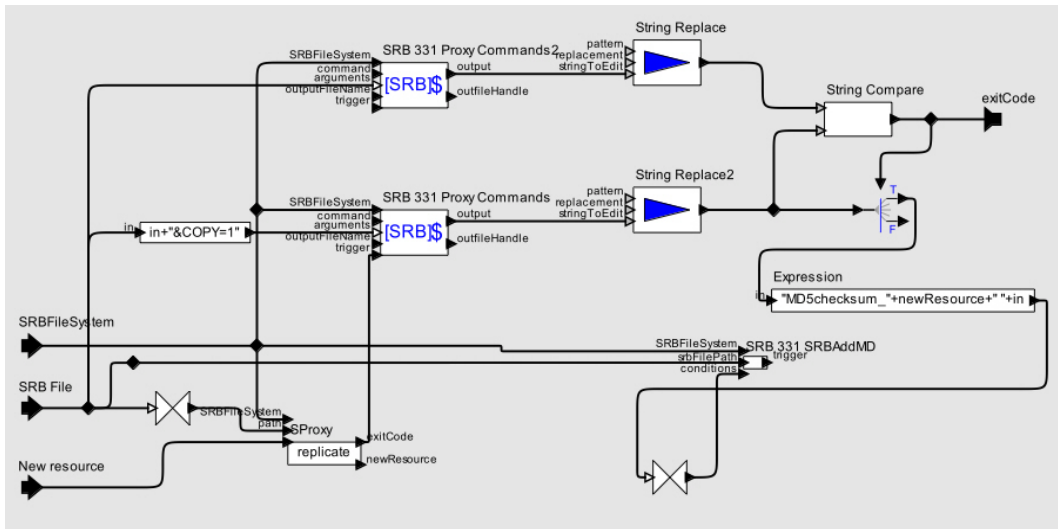 String Replace
SRB 331 Proxy Commands2
pattern
replacement
stringToEdit
SRBFileSystem
command
arguments
outputFileName
trigger
[SRB]$
output
outfileHandle
String Compare
exitCode
String Replace2
SRB 331 Proxy Commands
pattern
replacement
stringToEdit
SRBFileSystem
command
arguments
outputFileName
trigger
[SRB]$
output
outfileHandle
T
F
in
in+"&COPY=1"
Expression
in
"MD5checksum_"+newResource+" "+in
SRBFileSystem
SRBFileSystem
srbFilePath
conditions
SRB 331 SRBAddMD
trigger
SRB File
SRBFileSystem
path
SProxy
replicate
exitCode
newResource
New resource